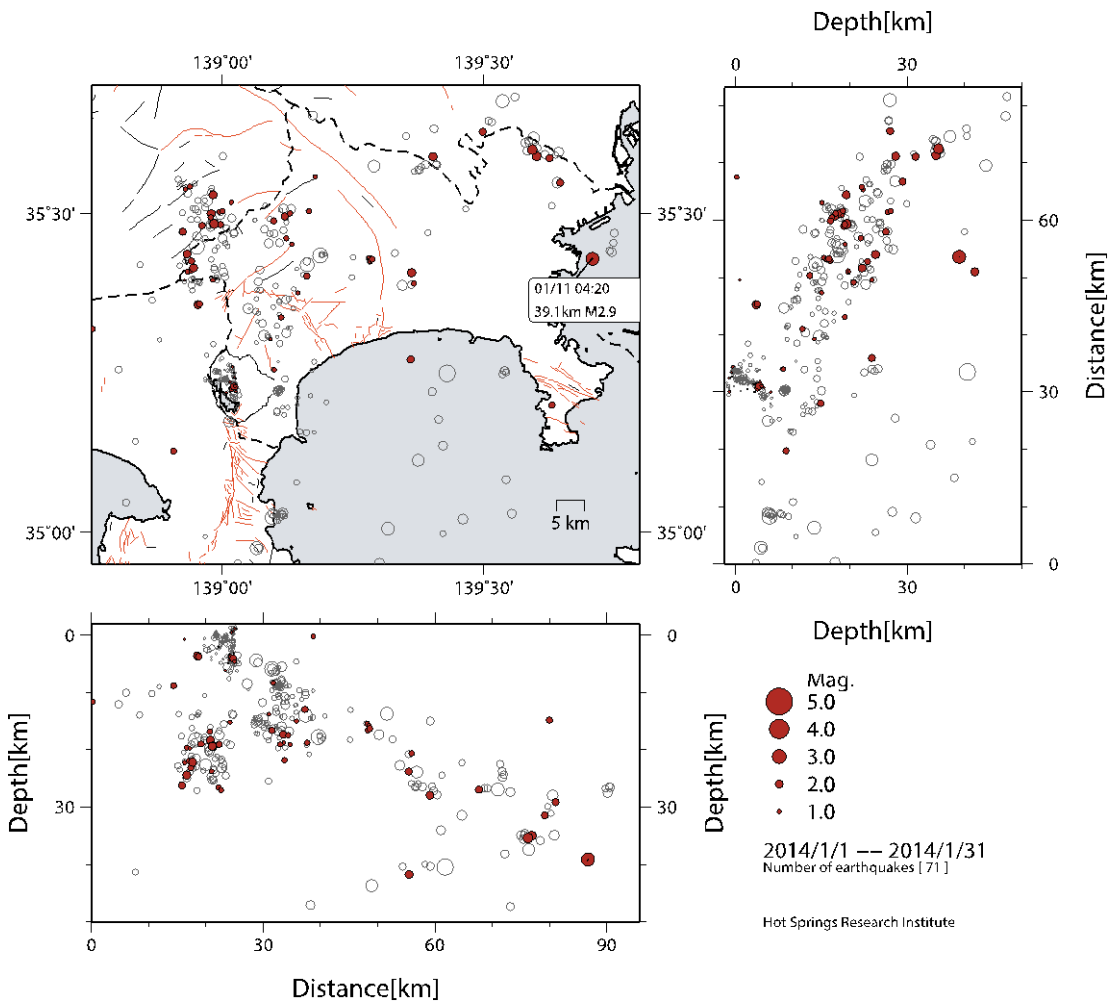 Depth[km]
139°00'
139°30'
0
30
35°30'
35°30'
60
01/11 04:20
39.1km M2.9
Distance[km]
30
5 km
35°00'
35°00'
0
139°00'
139°30'
0
30
Depth[km]
0
0
Mag.
5.0
4.0
3.0
2.0
1.0
Depth[km]
30
30
Depth[km]
2014/1/1 −− 2014/1/31
Number of earthquakes [ 71 ]
Hot Springs Research Institute
0
30
60
90
Distance[km]